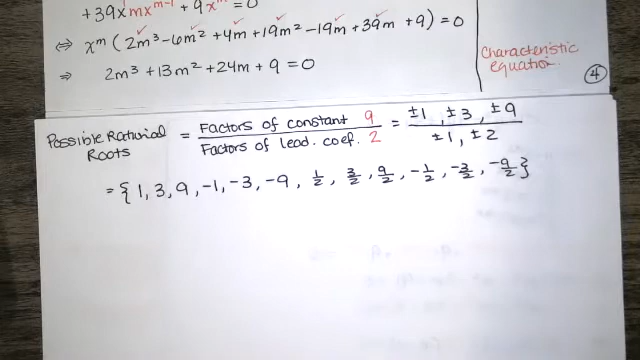 +39x mx^(m-1) + 9x^m = 0
⇔ x^m (2m³-6m²+4m+19m²-19m+39m+9) = 0
⇒ 2m³+13m²+24m+9 = 0
Characteristic
equation.
4
Possible Rational Roots = Factors of constant 9 / Factors of lead. coef. 2 = ±1, ±3, ±9 / ±1, ±2
= {1, 3, 9, -1, -3, -9, 1/2, 3/2, 9/2, -1/2, -3/2, -9/2}